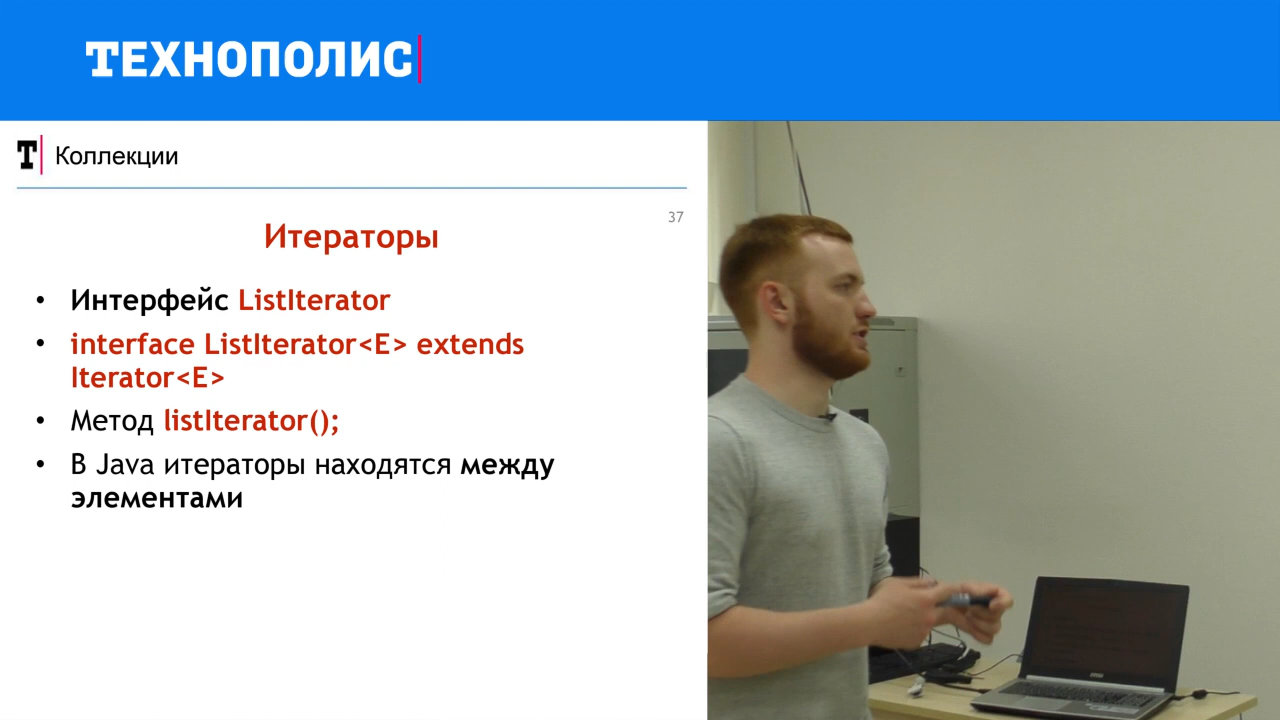 ТЕХНОПОЛИС
Т Коллекции
37
Итераторы
• Интерфейс ListIterator
• interface ListIterator<E> extends
Iterator<E>
• Метод listIterator();
• В Java итераторы находятся между
элементами